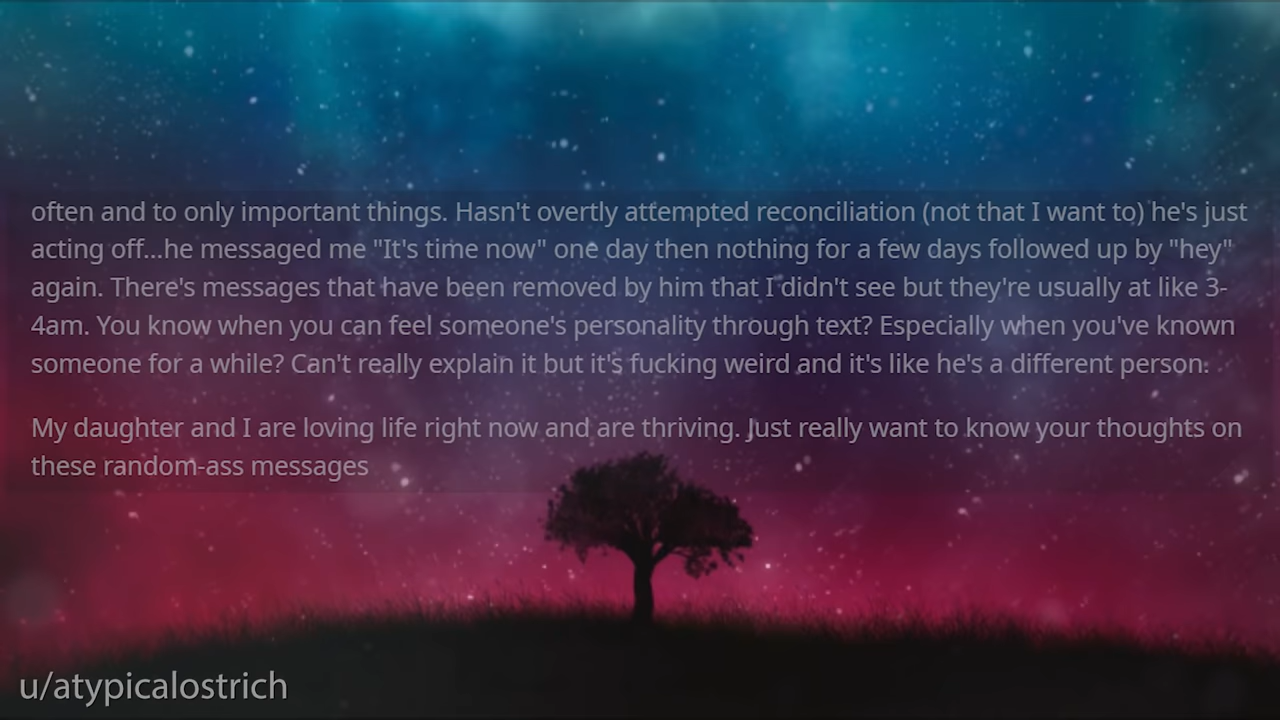 often and to only important things. Hasn't overtly attempted reconciliation (not that I want to) he's just
acting off...he messaged me "It's time now" one day then nothing for a few days followed up by "hey"
again. There's messages that have been removed by him that I didn't see but they're usually at like 3-
4am. You know when you can feel someone's personality through text? Especially when you've known
someone for a while? Can't really explain it but it's fucking weird and it's like he's a different person.
My daughter and I are loving life right now and are thriving. Just really want to know your thoughts on
these random-ass messages
u/atypicalostrich